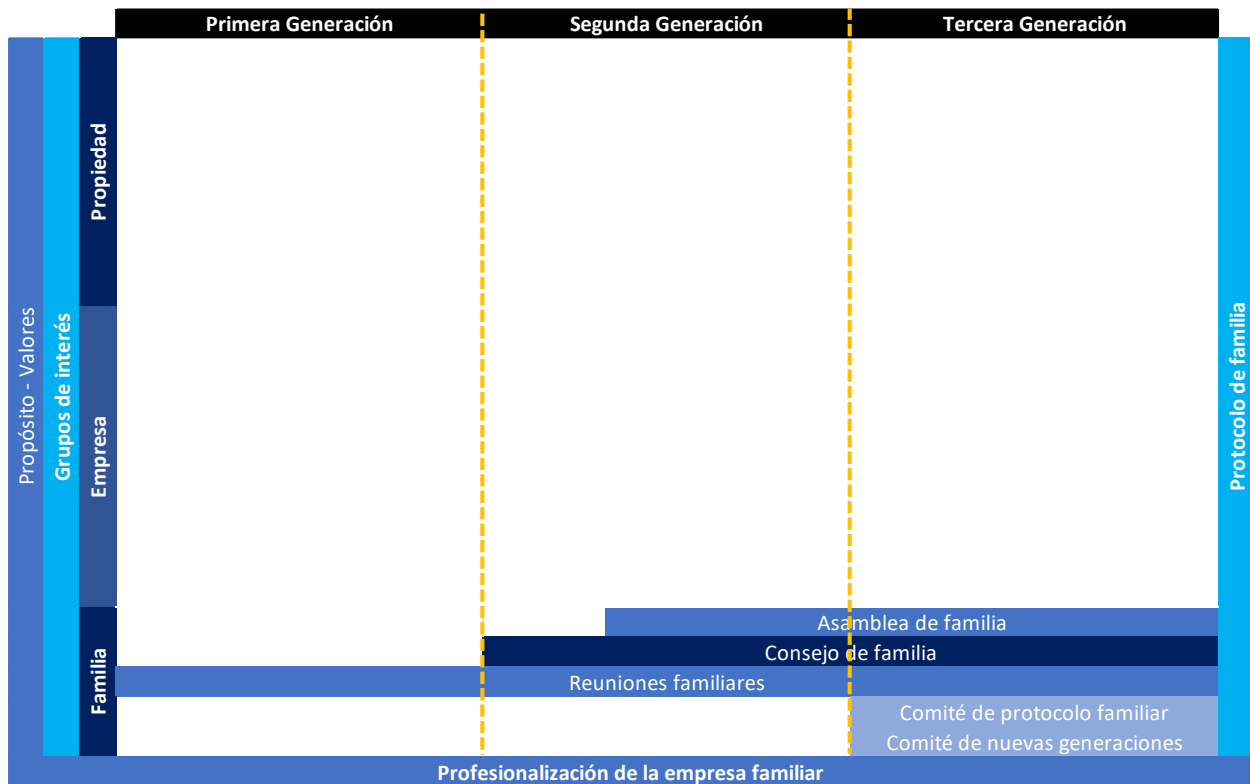 Primera Generación
Segunda Generación
Tercera Generación
Propósito - Valores
Grupos de interés
Propiedad
Empresa
Familia
Asamblea de familia
Consejo de familia
Reuniones familiares
Comité de protocolo familiar
Comité de nuevas generaciones
Protocolo de familia
Profesionalización de la empresa familiar